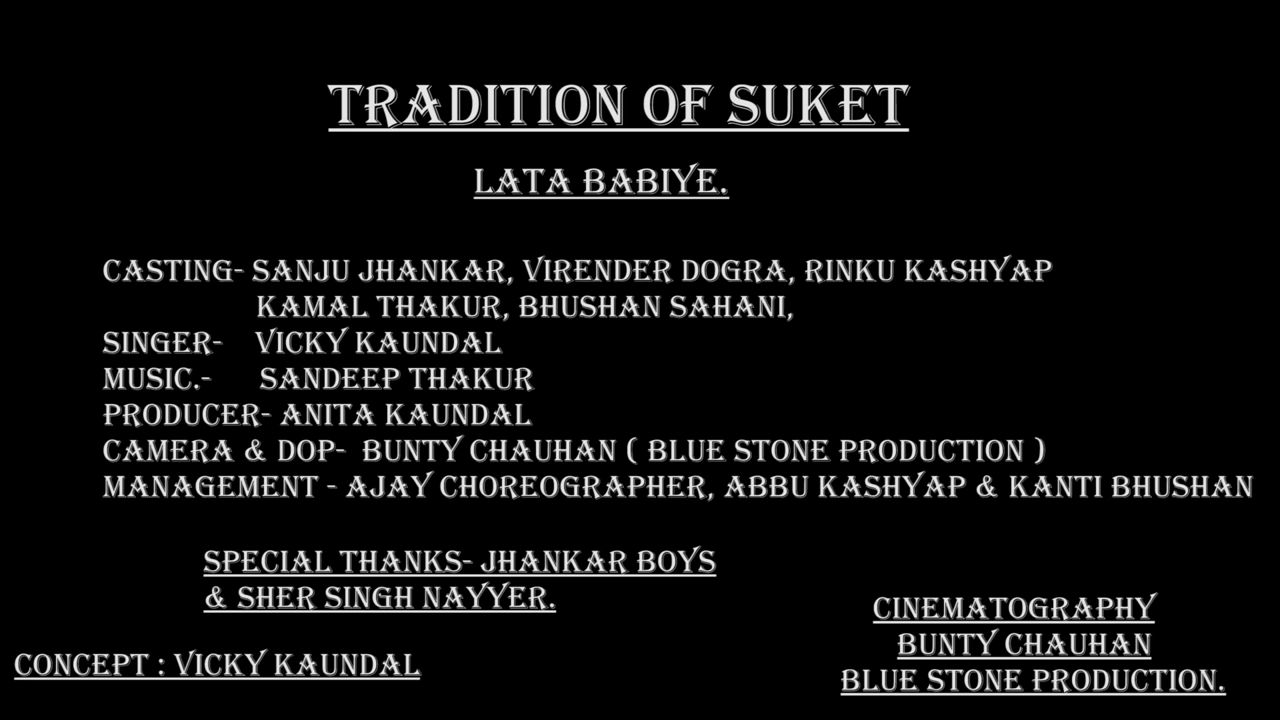 TRADITION OF SUKET
LATA BABIYE.
CASTING- SANJU JHANKAR, VIRENDER DOGRA, RINKU KASHYAP
KAMAL THAKUR, BHUSHAN SAHANI,
SINGER- VICKY KAUNDAL
MUSIC.- SANDEEP THAKUR
PRODUCER- ANITA KAUNDAL
CAMERA & DOP- BUNTY CHAUHAN ( BLUE STONE PRODUCTION )
MANAGEMENT - AJAY CHOREOGRAPHER, ABBU KASHYAP & KANTI BHUSHAN
SPECIAL THANKS- JHANKAR BOYS
& SHER SINGH NAYYER.
CONCEPT : VICKY KAUNDAL
CINEMATOGRAPHY
BUNTY CHAUHAN
BLUE STONE PRODUCTION.